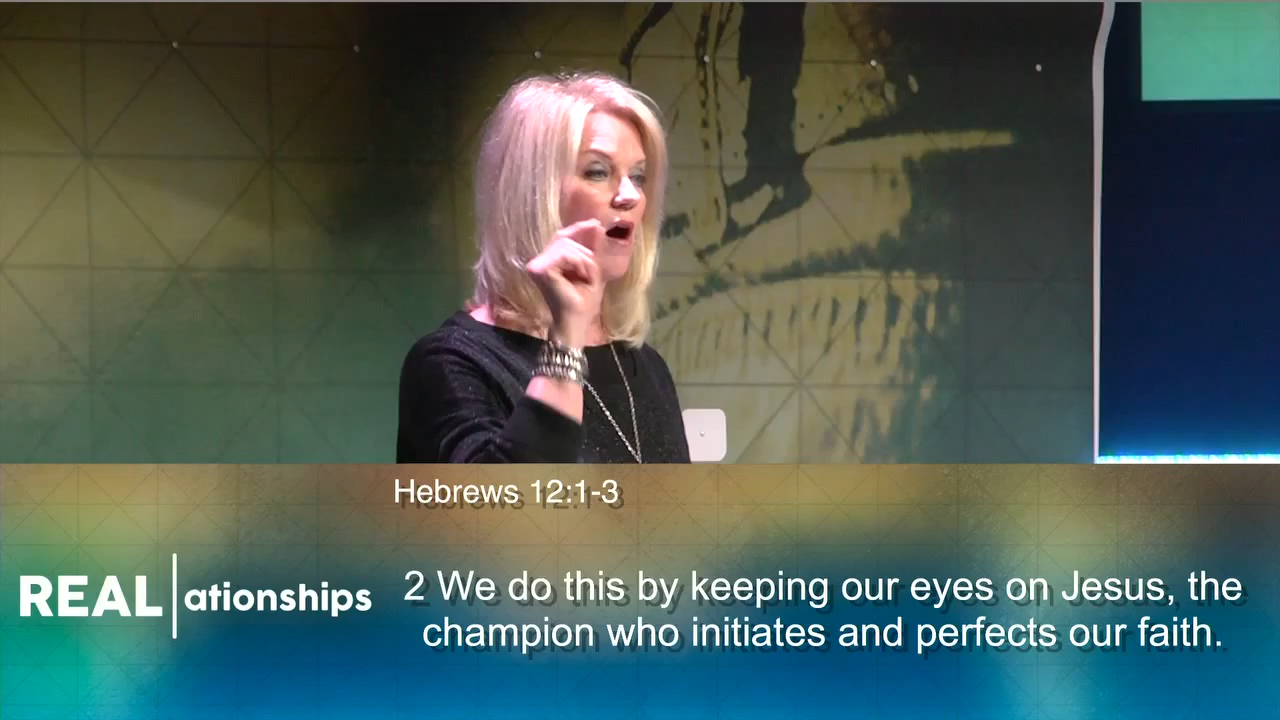 Hebrews 12:1-3
REAL|ationships
2 We do this by keeping our eyes on Jesus, the
champion who initiates and perfects our faith.